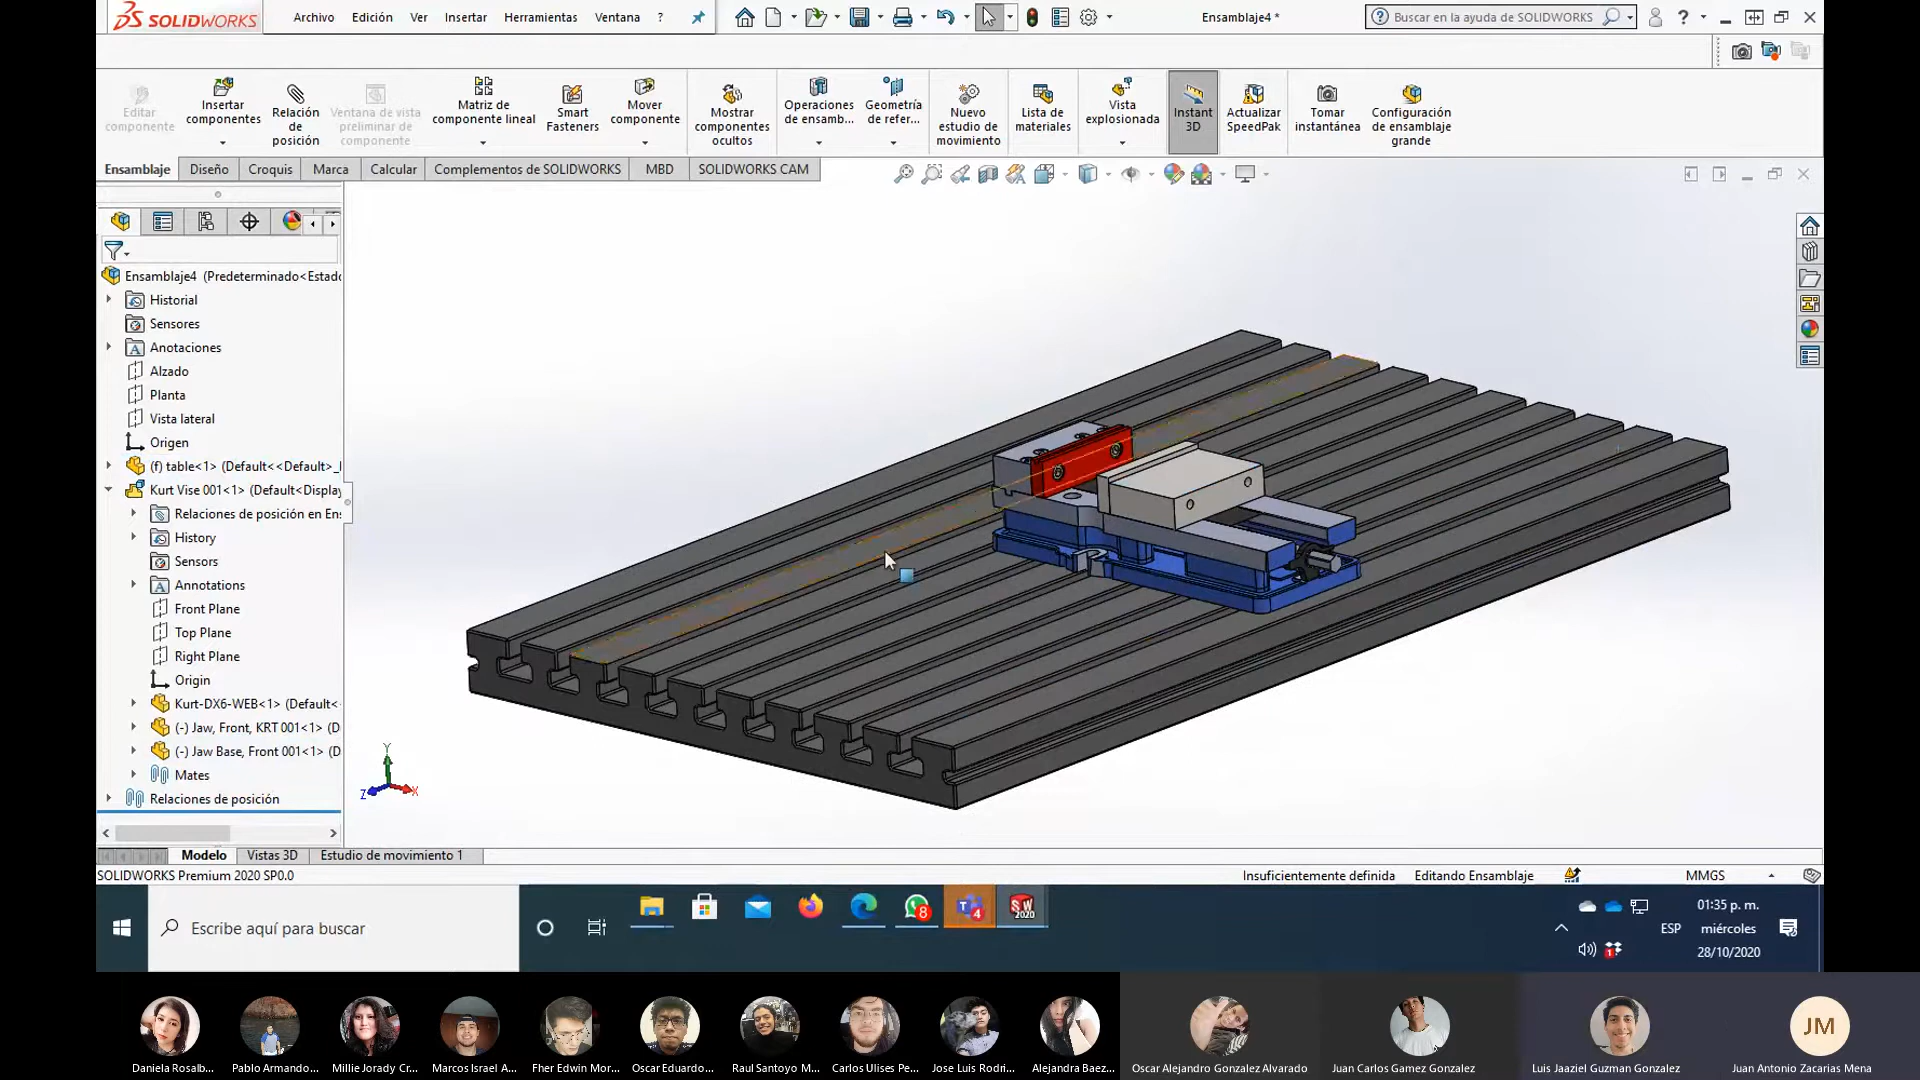 SOLIDWORKS
Archivo Edición Ver Insertar Herramientas Ventana ?
Ensamblaje4 *
Buscar en la ayuda de SOLIDWORKS
Editar componente
Insertar componentes
Relación de posición
Ventana de vista preliminar de componente
Matriz de componente lineal
Smart Fasteners
Mover componente
Mostrar componentes ocultos
Operaciones de ensamb...
Geometría de refer...
Nuevo estudio de movimiento
Lista de materiales
Vista explosionada
Instant 3D
Actualizar SpeedPak
Tomar instantánea
Configuración de ensamblaje grande
Ensamblaje Diseño Croquis Marca Calcular Complementos de SOLIDWORKS MBD SOLIDWORKS CAM
Ensamblaje4 (Predeterminado<Estado
Historial
Sensores
Anotaciones
Alzado
Planta
Vista lateral
Origen
(f) table<1> (Default<<Default>_
Kurt Vise 001<1> (Default<Display
Relaciones de posición en Ens
History
Sensors
Annotations
Front Plane
Top Plane
Right Plane
Origin
Kurt-DX6-WEB<1> (Default<
(-) Jaw, Front, KRT 001<1> (D
(-) Jaw Base, Front 001<1> (D
Mates
Relaciones de posición
Y
Z
X
Modelo Vistas 3D Estudio de movimiento 1
SOLIDWORKS Premium 2020 SP0.0
Insuficientemente definida Editando Ensamblaje MMGS
Escribe aquí para buscar
8
4
SW
2020
ESP
1
01:35 p. m.
miércoles
28/10/2020
JM
Daniela Rosalb... Pablo Armando... Millie Jorady Cr... Marcos Israel A... Fher Edwin Mor... Oscar Eduardo... Raul Santoyo M... Carlos Ulises Pe... Jose Luis Rodri... Alejandra Baez... Oscar Alejandro Gonzalez Alvarado Juan Carlos Gamez Gonzalez Luis Jaaziel Guzman Gonzalez Juan Antonio Zacarias Mena